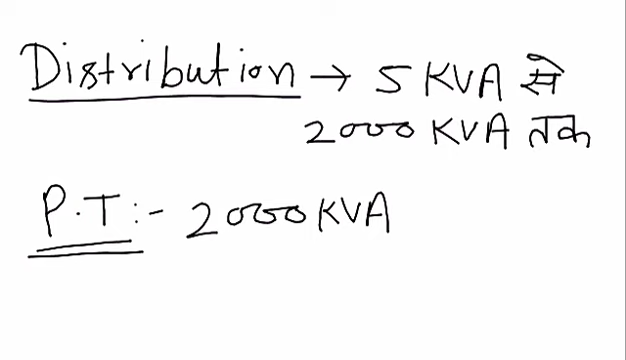 Distribution → 5 KVA से
2000 KVA तक
P.T :- 2000 KVA